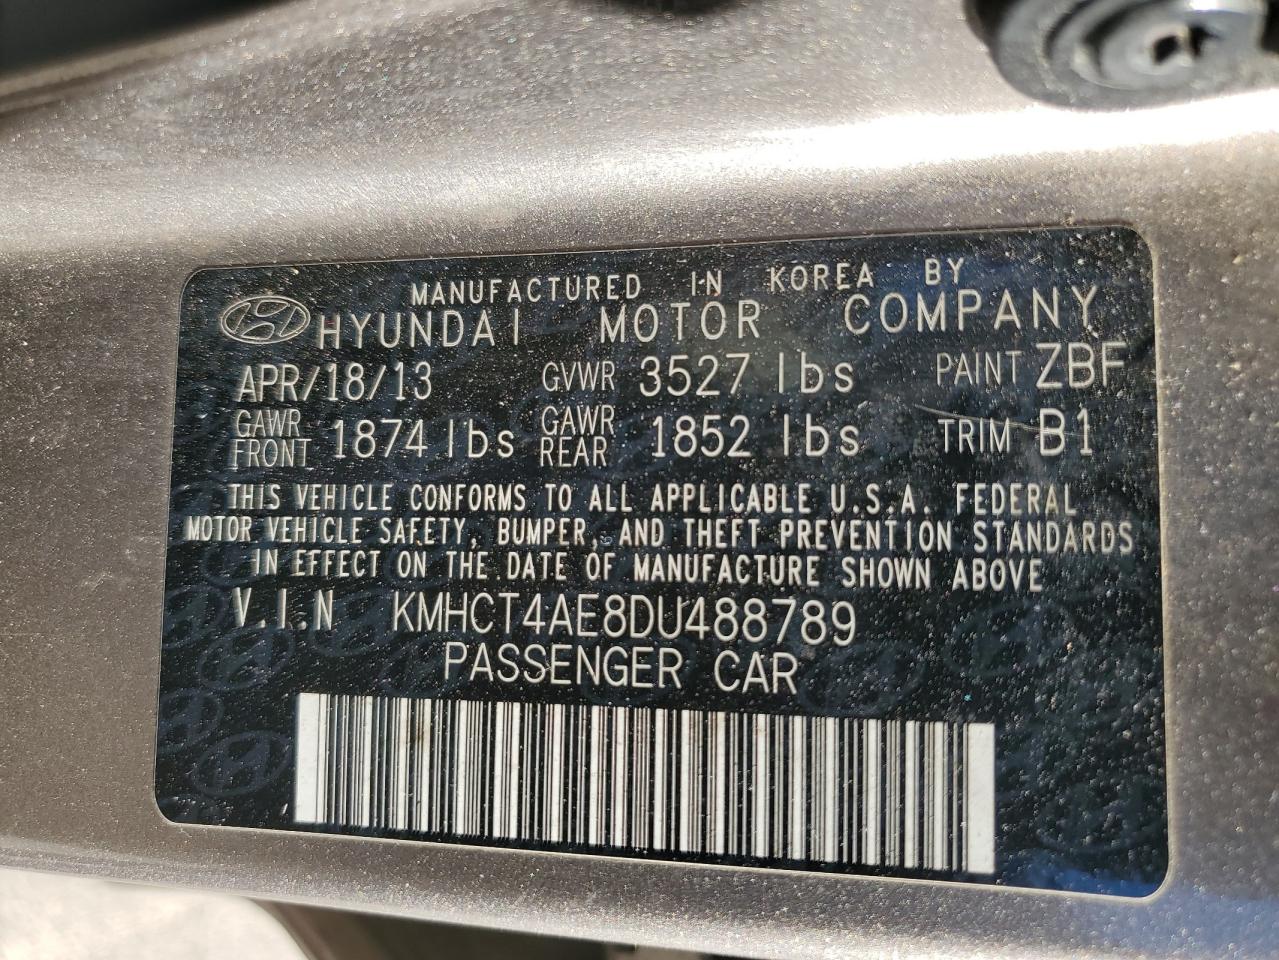 MANUFACTURED IN KOREA BY
HYUNDAI MOTOR COMPANY
APR/18/13 GVWR 3527 lbs PAINT ZBF
GAWR FRONT 1874 lbs GAWR REAR 1852 lbs TRIM B1
THIS VEHICLE CONFORMS TO ALL APPLICABLE U.S.A. FEDERAL
MOTOR VEHICLE SAFETY, BUMPER, AND THEFT PREVENTION STANDARDS
IN EFFECT ON THE DATE OF MANUFACTURE SHOWN ABOVE
V.I.N KMHCT4AE8DU488789
PASSENGER CAR